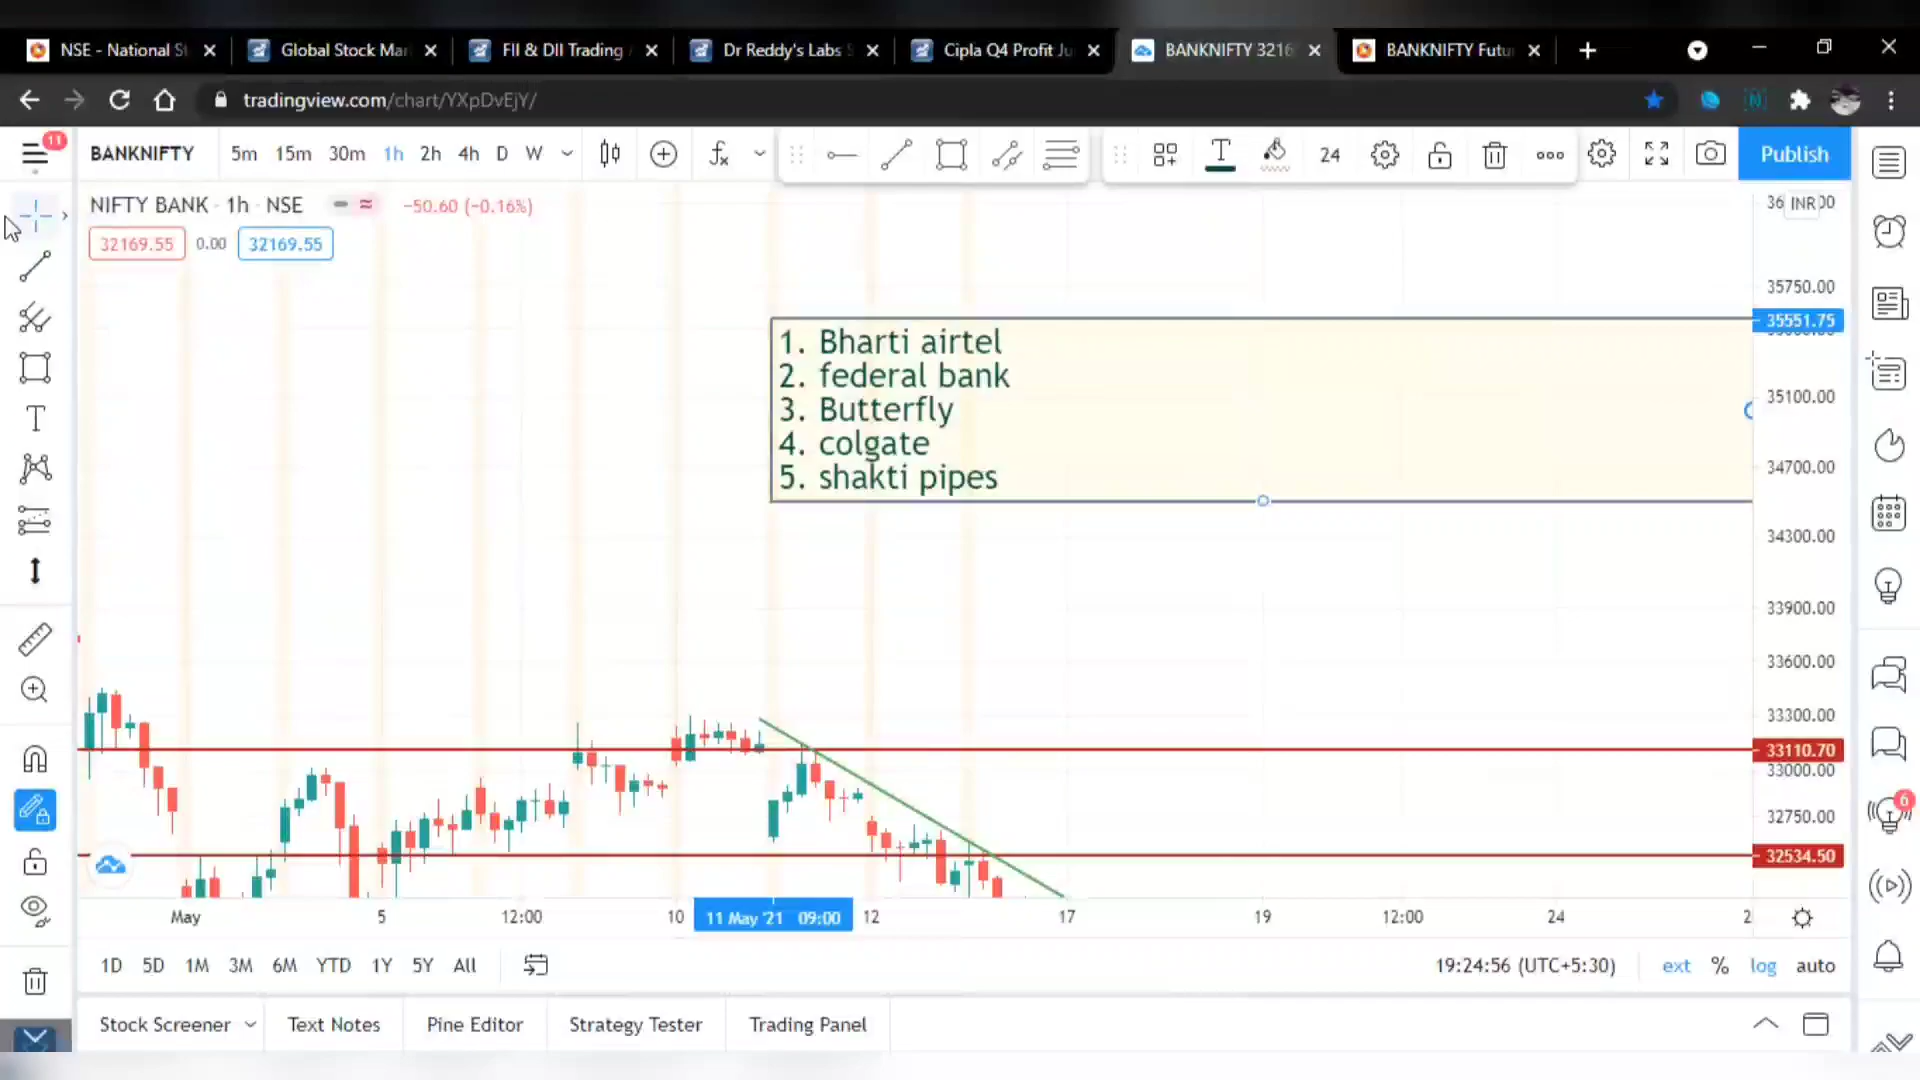 NSE - National St
Global Stock Mar
FII & DII Trading A
Dr Reddy's Labs S
Cipla Q4 Profit Ju
BANKNIFTY 3216
BANKNIFTY Futu
tradingview.com/chart/YXpDvEjY/
11
BANKNIFTY 5m 15m 30m 1h 2h 4h D W
24
Publish
NIFTY BANK · 1h · NSE −50.60 (−0.16%)
32169.55 0.00 32169.55
INR
35750.00
35551.75
35100.00
34700.00
34300.00
33900.00
33600.00
33300.00
33110.70
33000.00
32750.00
32534.50
1. Bharti airtel
2. federal bank
3. Butterfly
4. colgate
5. shakti pipes
6
May 5 12:00 10 11 May '21 09:00 12 17 19 12:00 24
1D 5D 1M 3M 6M YTD 1Y 5Y All
19:24:56 (UTC+5:30) ext % log auto
Stock Screener Text Notes Pine Editor Strategy Tester Trading Panel